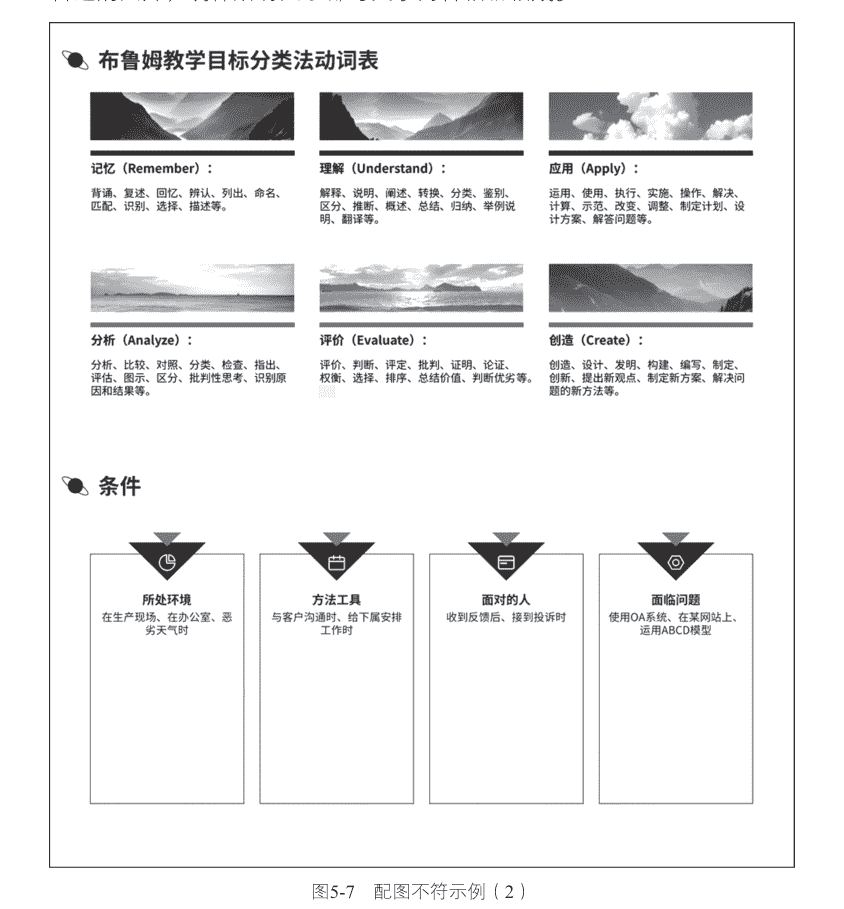 布鲁姆教学目标分类法动词表
记忆（Remember）：
背诵、复述、回忆、辨认、列出、命名、
匹配、识别、选择、描述等。
理解（Understand）：
解释、说明、阐述、转换、分类、鉴别、
区分、推断、概述、总结、归纳、举例说
明、翻译等。
应用（Apply）：
运用、使用、执行、实施、操作、解决、
计算、示范、改变、调整、制定计划、设
计方案、解答问题等。
分析（Analyze）：
分析、比较、对照、分类、检查、指出、
评估、图示、区分、批判性思考、识别原
因和结果等。
评价（Evaluate）：
评价、判断、评定、批判、证明、论证、
权衡、选择、排序、总结价值、判断优劣等。
创造（Create）：
创造、设计、发明、构建、编写、制定、
创新、提出新观点、制定新方案、解决问
题的新方法等。
条件
所处环境
在生产现场、在办公室、恶
劣天气时
方法工具
与客户沟通时、给下属安排
工作时
面对的人
收到反馈后、接到投诉时
面临问题
使用OA系统、在某网站上、
运用ABCD模型
图5-7　配图不符示例（2）